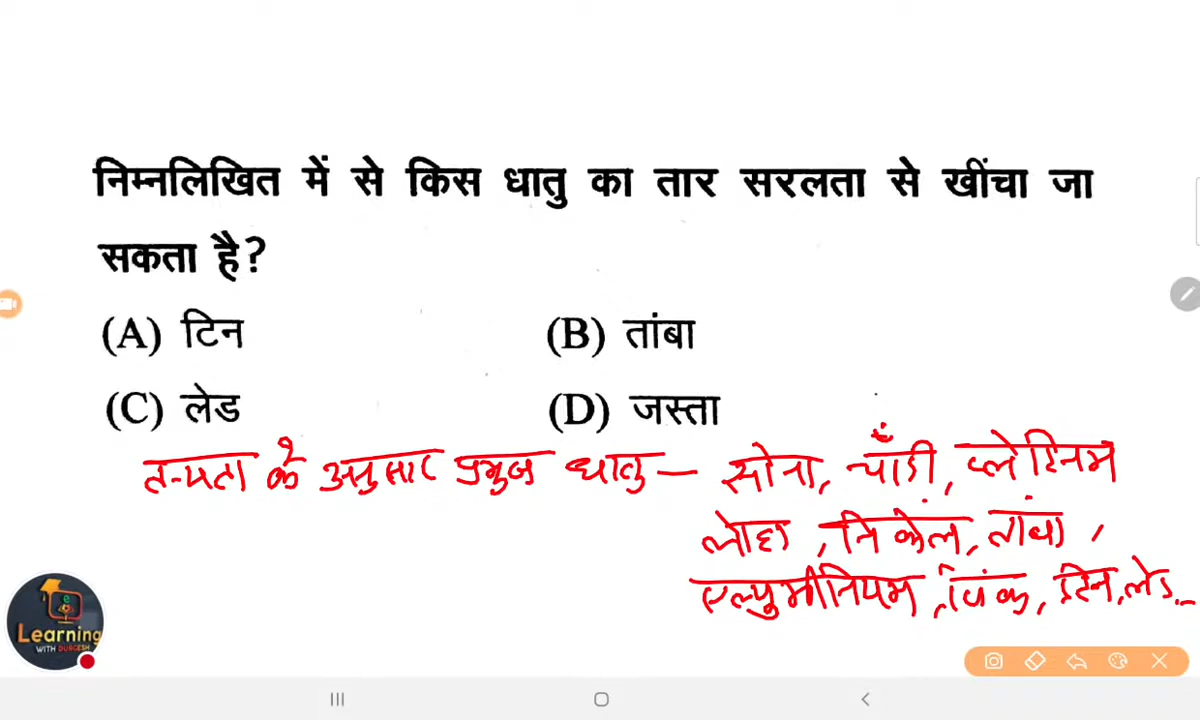 निम्नलिखित में से किस धातु का तार सरलता से खींचा जा
सकता है?
(A) टिन (B) तांबा
(C) लेड (D) जस्ता
तन्यता के अनुसार प्रमुख धातु — सोना, चाँदी, प्लेटिनम
लोहा, निकेल, तांबा,
एल्युमीनियम, जिंक, टिन, लेड
Learning
WITH DURGESH